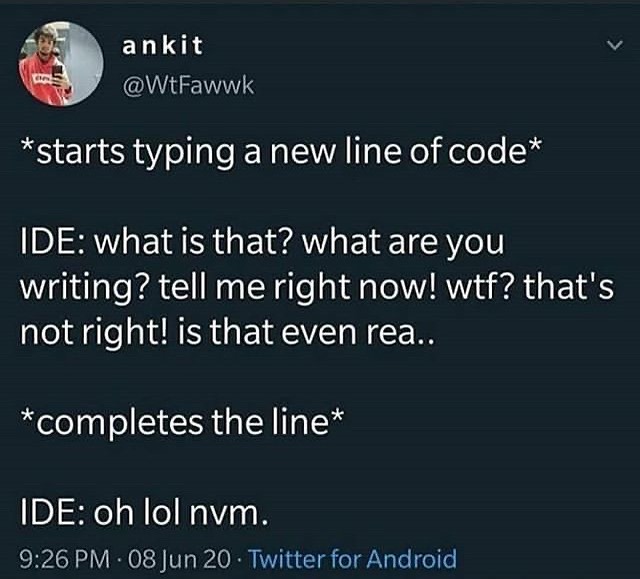 ankit
@WtFawwk
*starts typing a new line of code*
IDE: what is that? what are you
writing? tell me right now! wtf? that's
not right! is that even rea..
*completes the line*
IDE: oh lol nvm.
9:26 PM · 08 Jun 20 · Twitter for Android